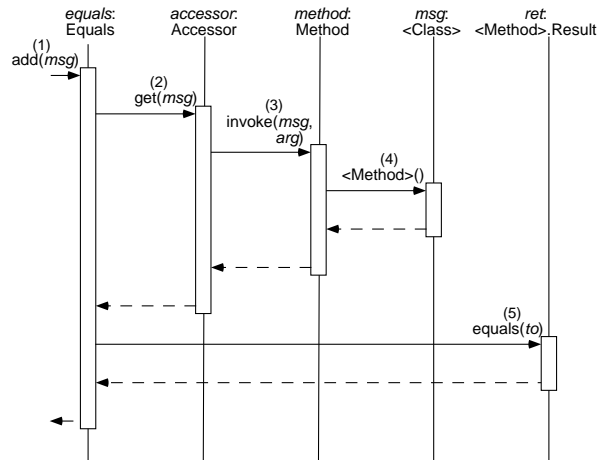 equals: accessor: method: msg: ret:
Equals Accessor Method <Class> <Method>.Result
(1)
add(msg)
(2)
get(msg)
(3)
invoke(msg,
arg)
(4)
<Method>()
(5)
equals(to)